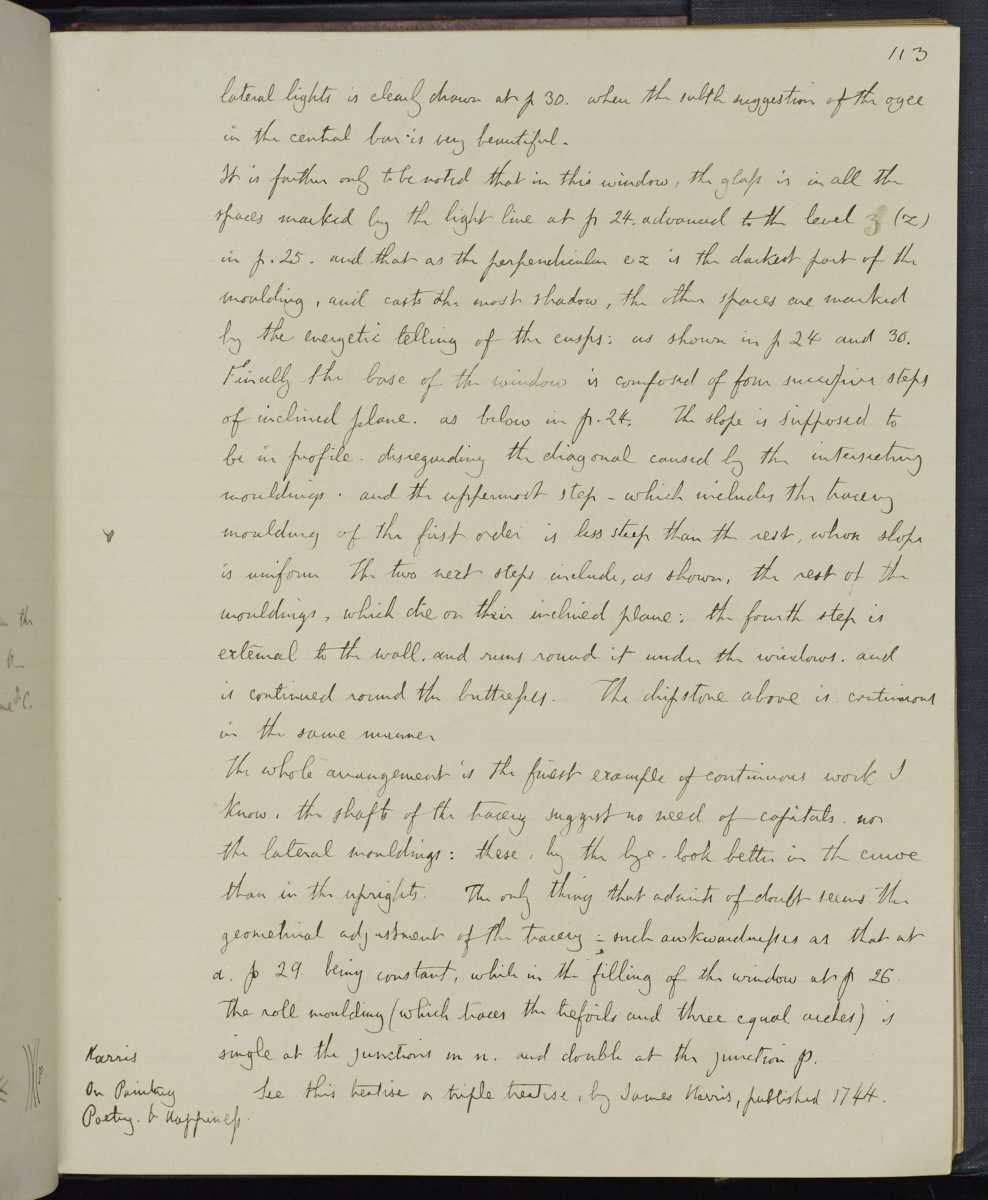 113
lateral lights is clearly drawn at p 30. when the subtle suggestion of the ogee
in the central bar is very beautiful.
It is farther only to be noted that in this window, the glass is in all the
spaces marked by the light line at p 24. advanced to the level 3 (z)
in p. 25. and that as the perpendicular ez is the darkest part of the
moulding, and casts the most shadow, the other spaces are marked
by the energetic telling of the cusps: as shown in p 24 and 30.
Finally the base of the window is composed of four successive steps
of inclined plane. as below in p. 24. The slope is supposed to
be in profile. disregarding the diagonal caused by the intersecting
mouldings. and the uppermost step - which includes the tracery
moulding of the first order is less steep than the rest, whose slope
is uniform The two next steps include, as shown, the rest of the
mouldings, which die on their inclined plane: the fourth step is
external to the wall. and runs round it under the windows. and
is continued round the buttresses. The dripstone above is continuous
in the same manner
The whole arrangement is the finest example of continuous work I
know. the shafts of the tracery suggest no need of capitals. nor
the lateral mouldings: these, by the bye. look better in the curve
than in the uprights. The only thing that admits of doubt seems the
geometrical adjustment of the tracery: such awkwardnesses as that at
a. p 29. being constant, while in the filling of the window at p 26.
The roll moulding (which traces the trefoils and three equal arches) is
single at the junctions m n. and double at the junction p.
Harris
On Painting
Poetry. & Happiness.
See this treatise or triple treatise, by James Harris, published 1744.